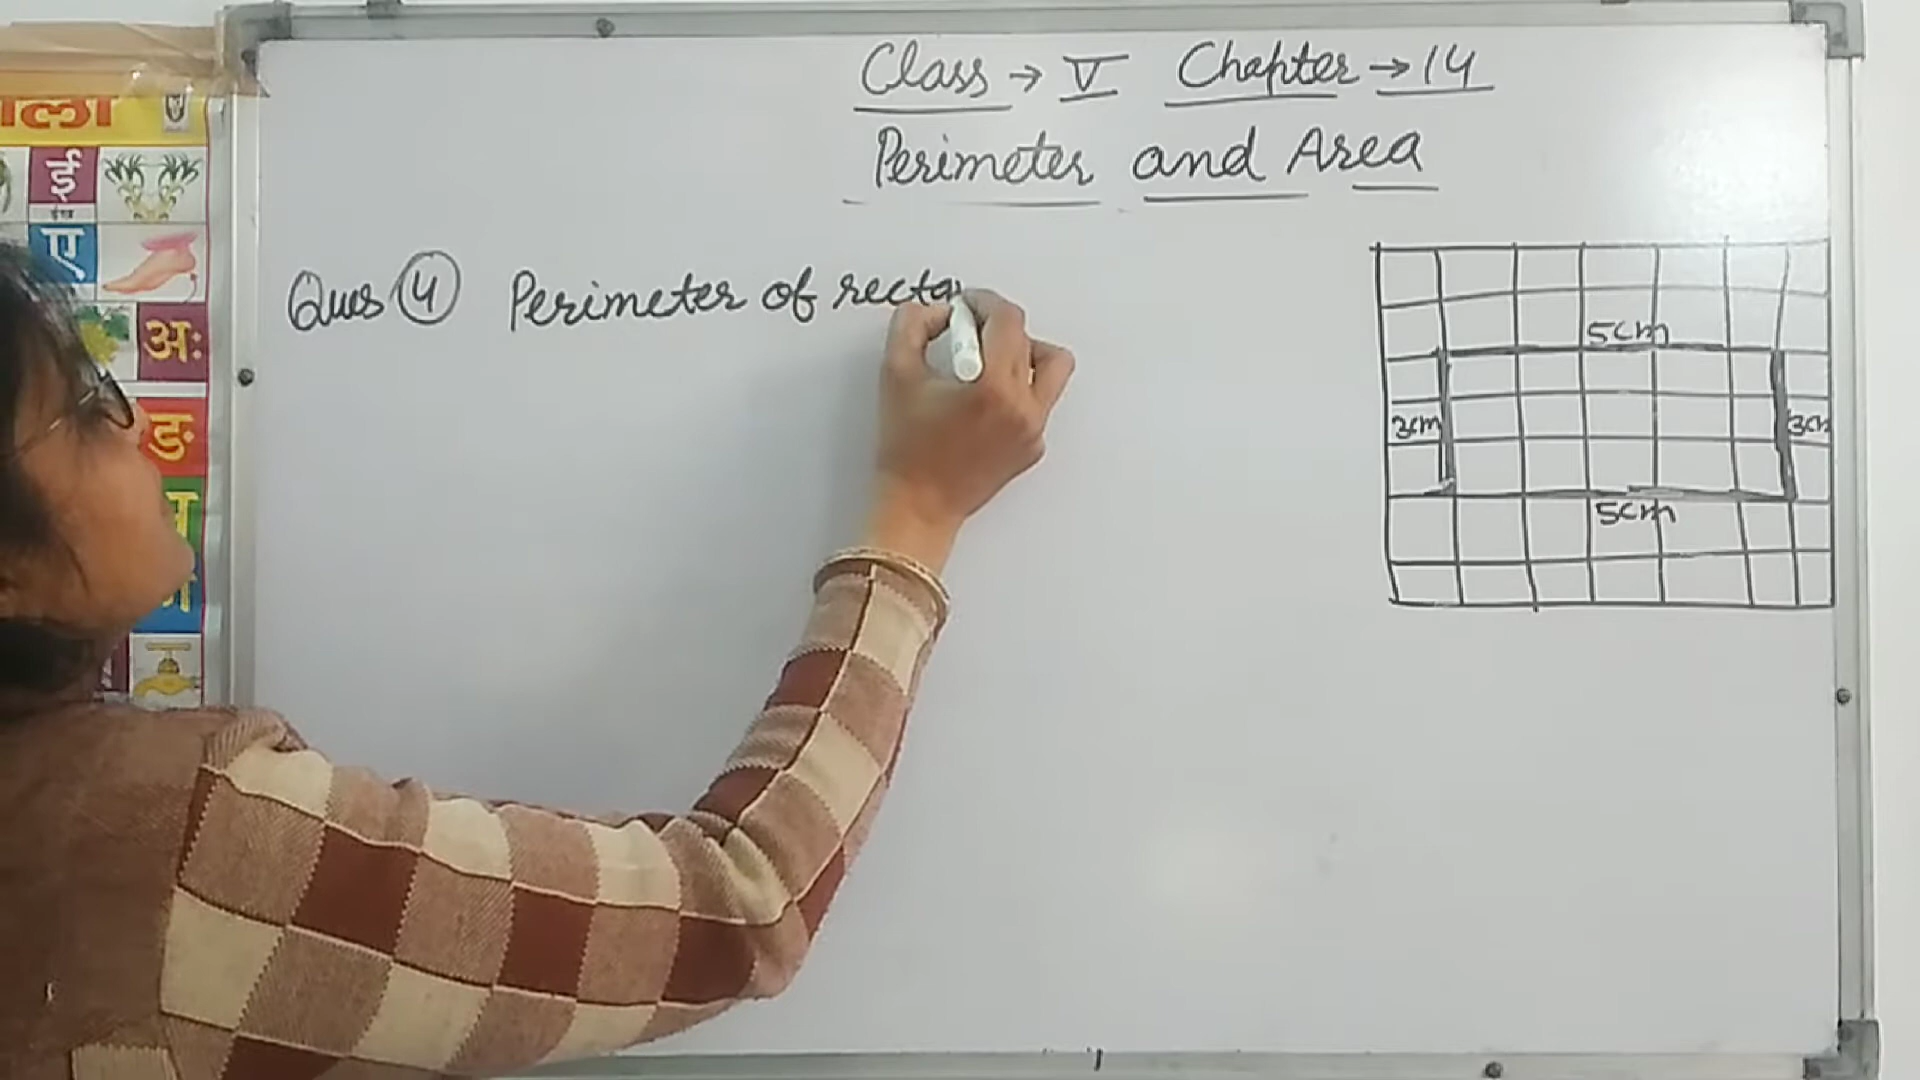 Class → V Chapter → 14
Perimeter and Area
Ques 4 Perimeter of recta
5cm
3cm
3cm
5cm
ई
ए
अः
ङ